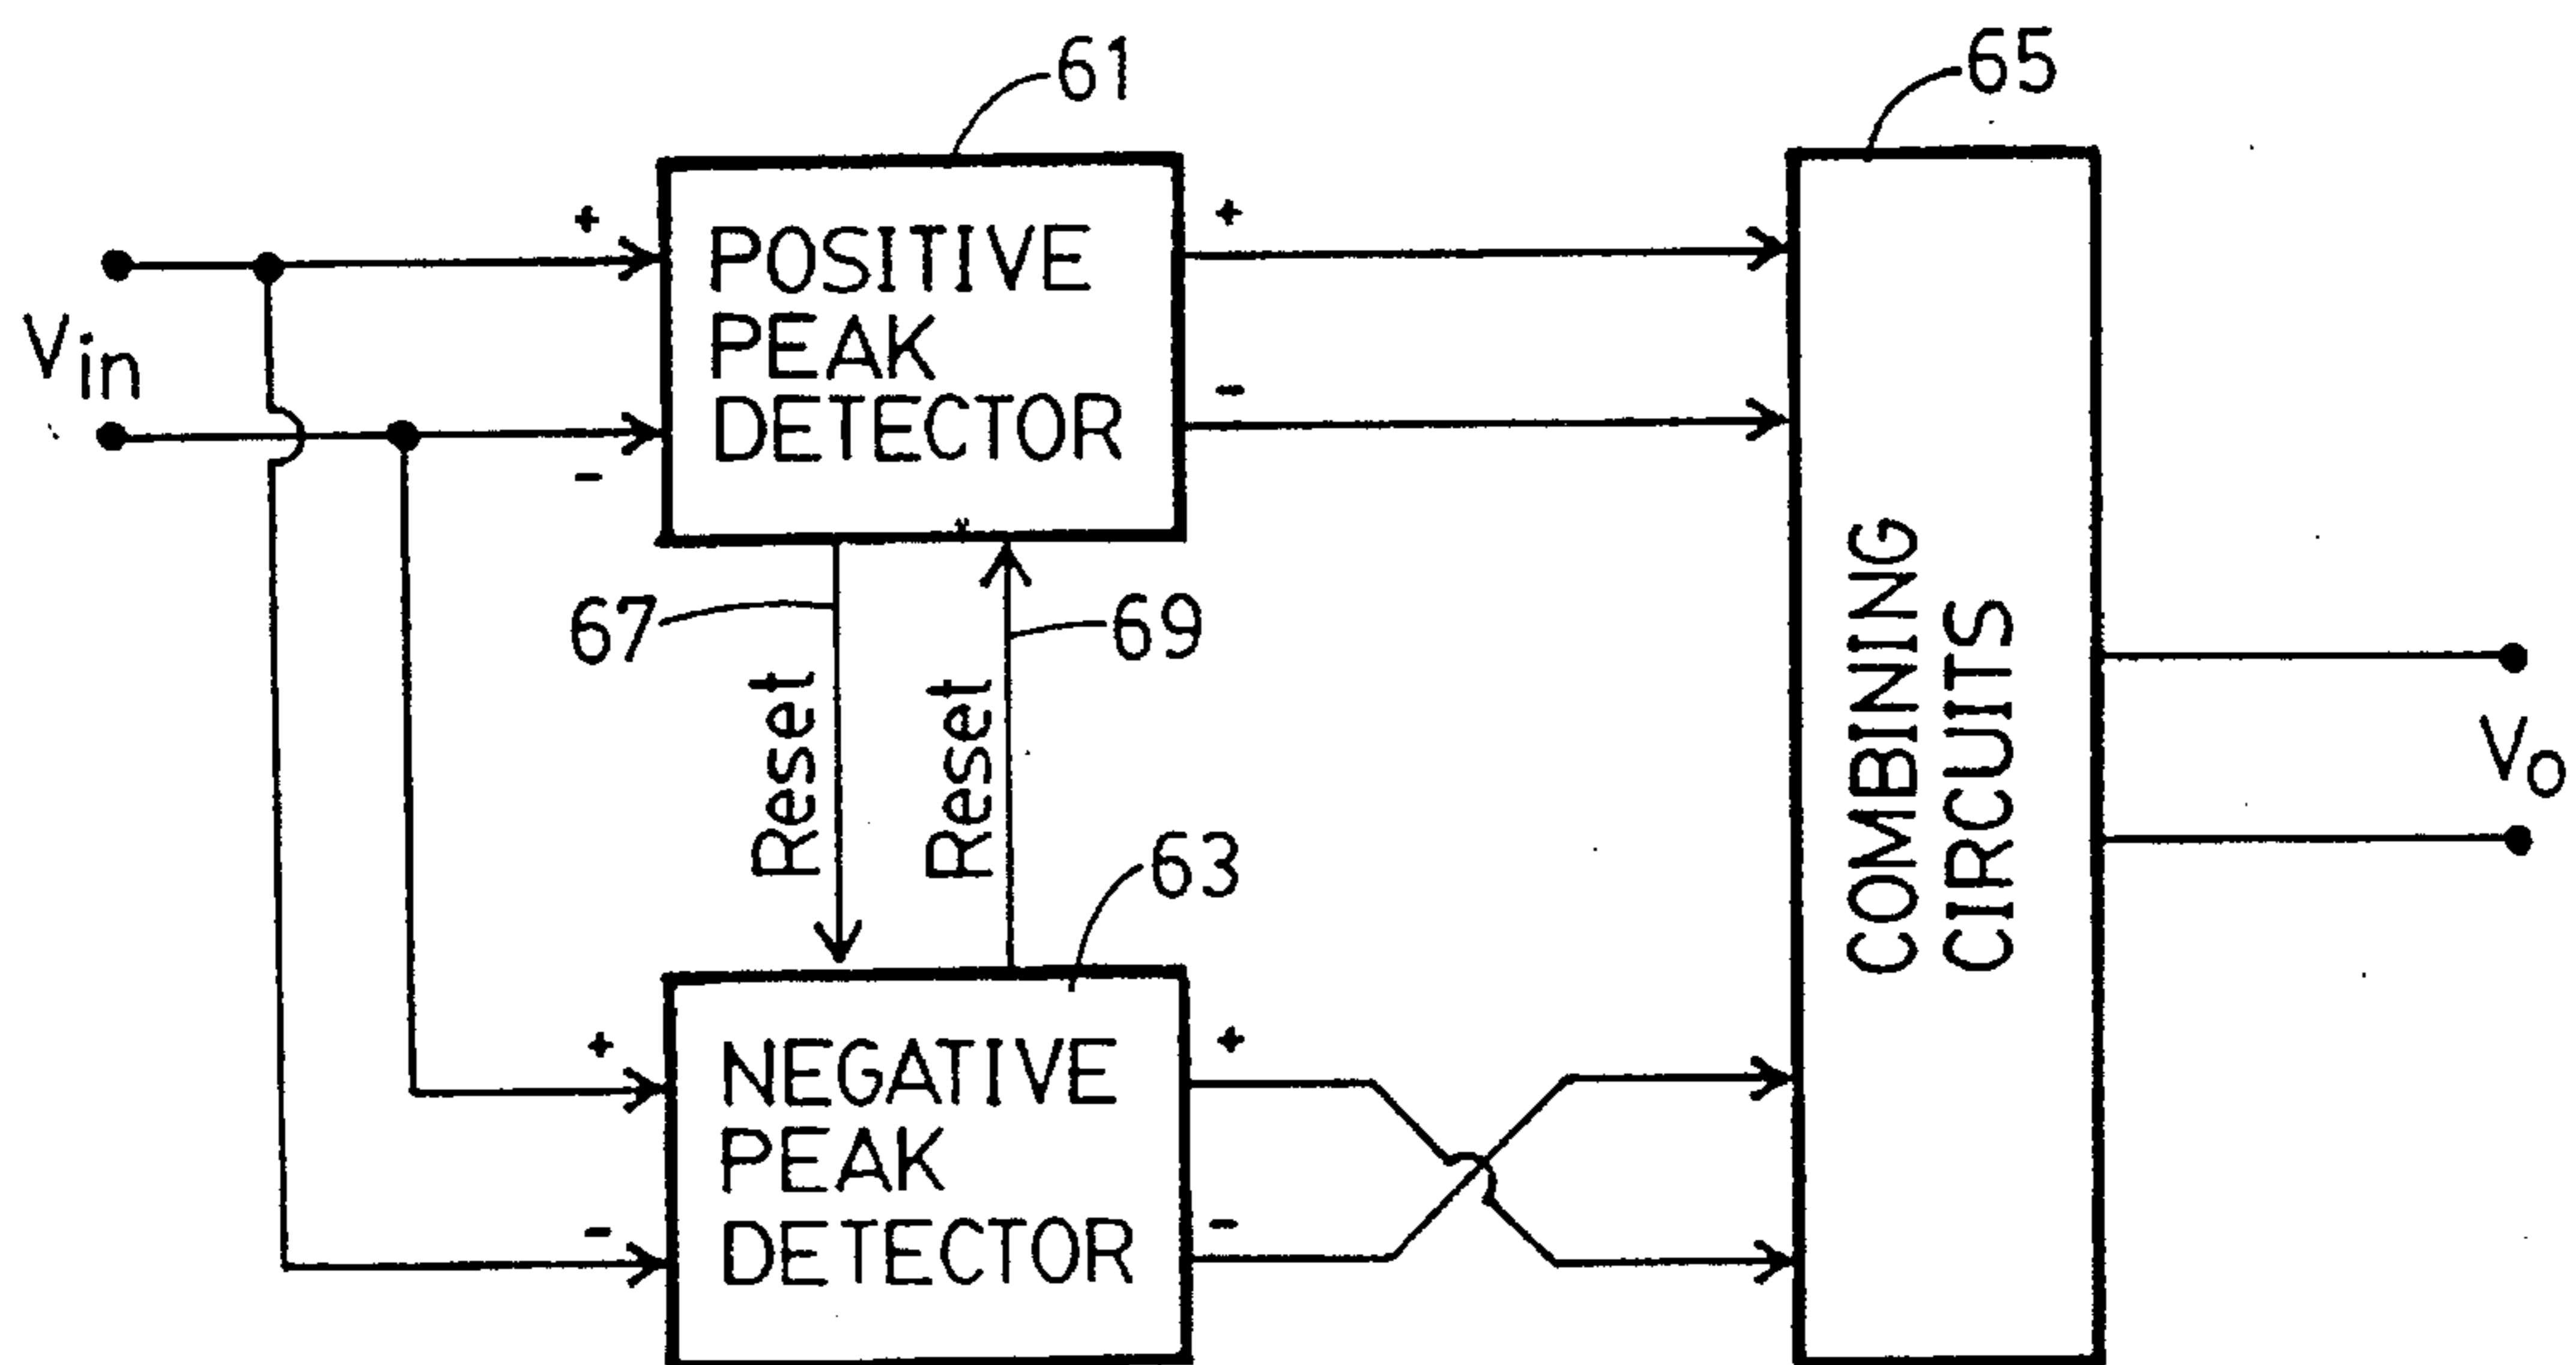 61
65
+
+
POSITIVE
PEAK
DETECTOR
Vin
-
-
67
69
Reset
Reset
COMBINING
CIRCUITS
Vo
63
+
+
NEGATIVE
PEAK
DETECTOR
-
-